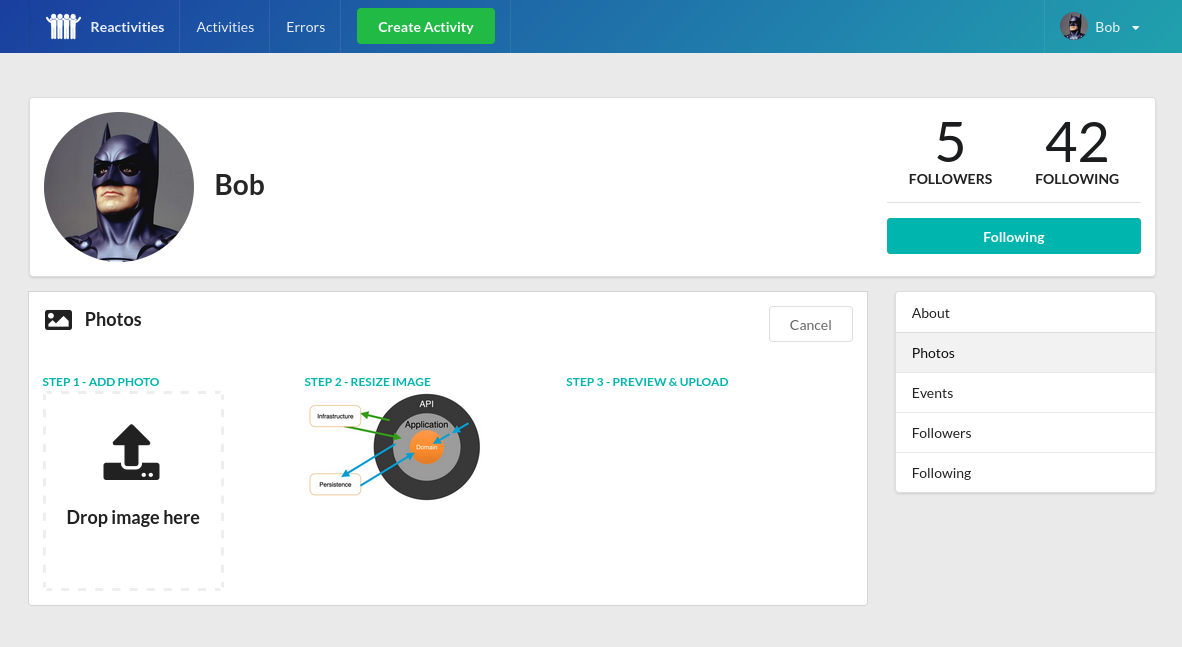 Reactivities
Activities
Errors
Create Activity
Bob
Bob
5
FOLLOWERS
42
FOLLOWING
Following
Photos
Cancel
STEP 1 - ADD PHOTO
Drop image here
STEP 2 - RESIZE IMAGE
API
Infrastructure
Application
Domain
Persistence
STEP 3 - PREVIEW & UPLOAD
About
Photos
Events
Followers
Following